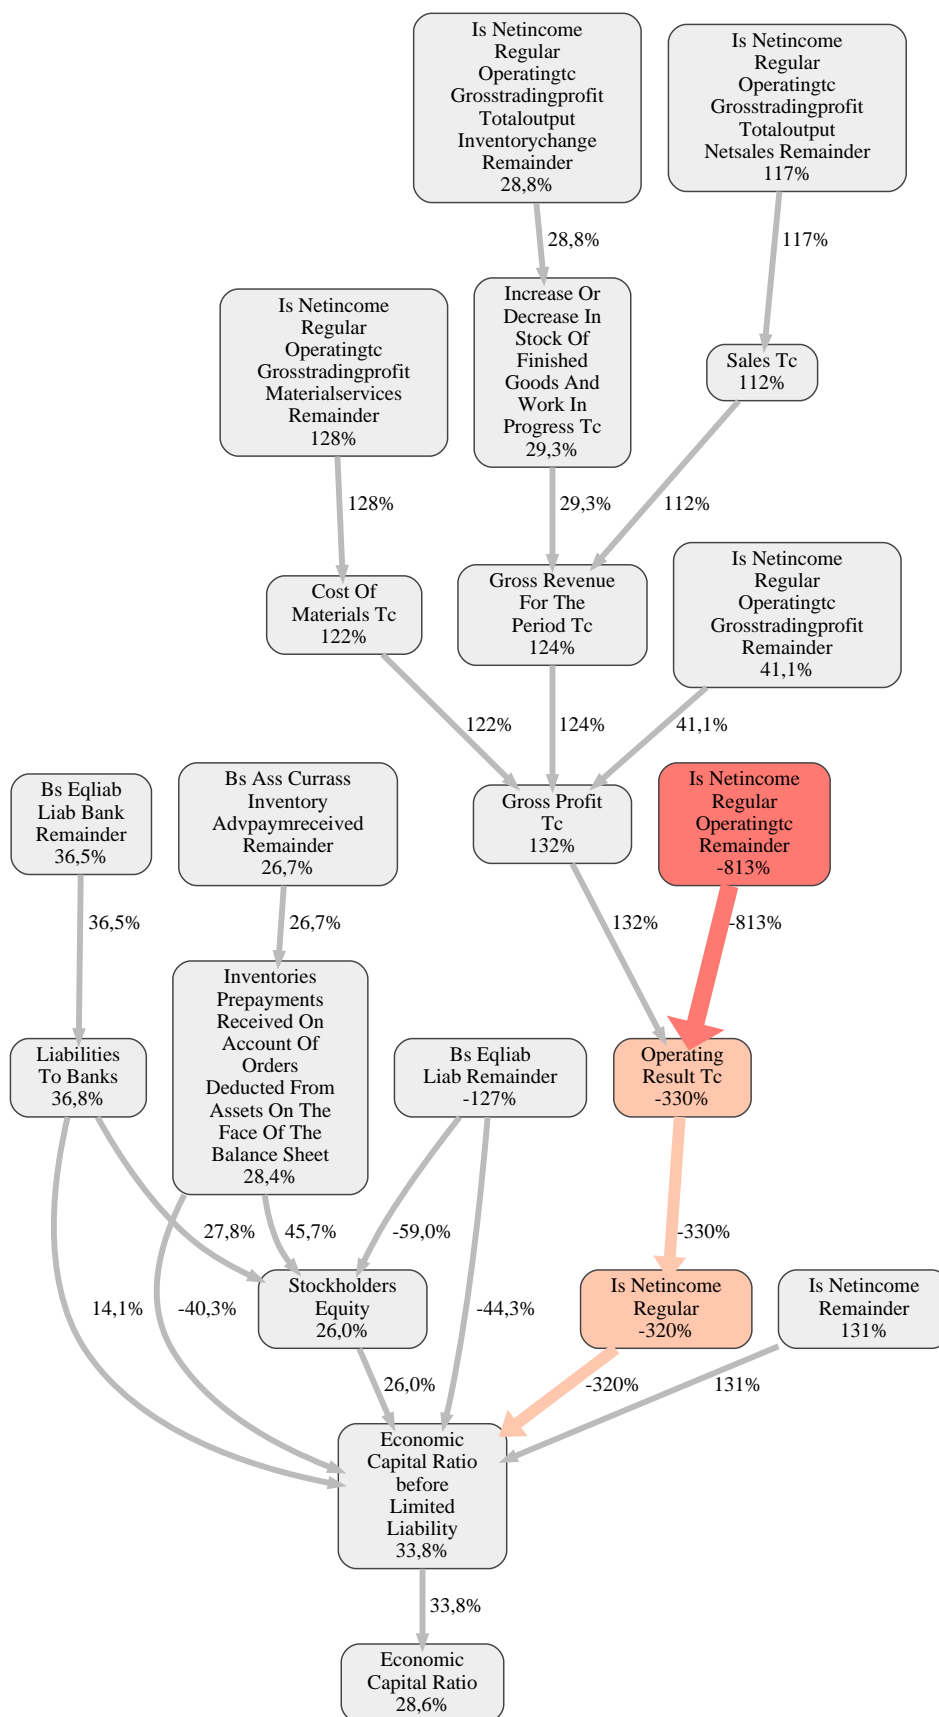 Is Netincome
Regular
Operatingtc
Grosstradingprofit
Totaloutput
Inventorychange
Remainder
28,8%
Is Netincome
Regular
Operatingtc
Grosstradingprofit
Totaloutput
Netsales Remainder
117%
28,8%
117%
Is Netincome
Regular
Operatingtc
Grosstradingprofit
Materialservices
Remainder
128%
Increase Or
Decrease In
Stock Of
Finished
Goods And
Work In
Progress Tc
29,3%
Sales Tc
112%
128%
29,3%
112%
Cost Of
Materials Tc
122%
Gross Revenue
For The
Period Tc
124%
Is Netincome
Regular
Operatingtc
Grosstradingprofit
Remainder
41,1%
122%
124%
41,1%
Bs Eqliab
Liab Bank
Remainder
36,5%
Bs Ass Currass
Inventory
Advpaymreceived
Remainder
26,7%
Gross Profit
Tc
132%
Is Netincome
Regular
Operatingtc
Remainder
-813%
36,5%
26,7%
132%
-813%
Liabilities
To Banks
36,8%
Inventories
Prepayments
Received On
Account Of
Orders
Deducted From
Assets On The
Face Of The
Balance Sheet
28,4%
Bs Eqliab
Liab Remainder
-127%
Operating
Result Tc
-330%
27,8%
45,7%
-59,0%
-330%
14,1%
-40,3%
Stockholders
Equity
26,0%
-44,3%
Is Netincome
Regular
-320%
Is Netincome
Remainder
131%
26,0%
-320%
131%
Economic
Capital Ratio
before
Limited
Liability
33,8%
33,8%
Economic
Capital Ratio
28,6%